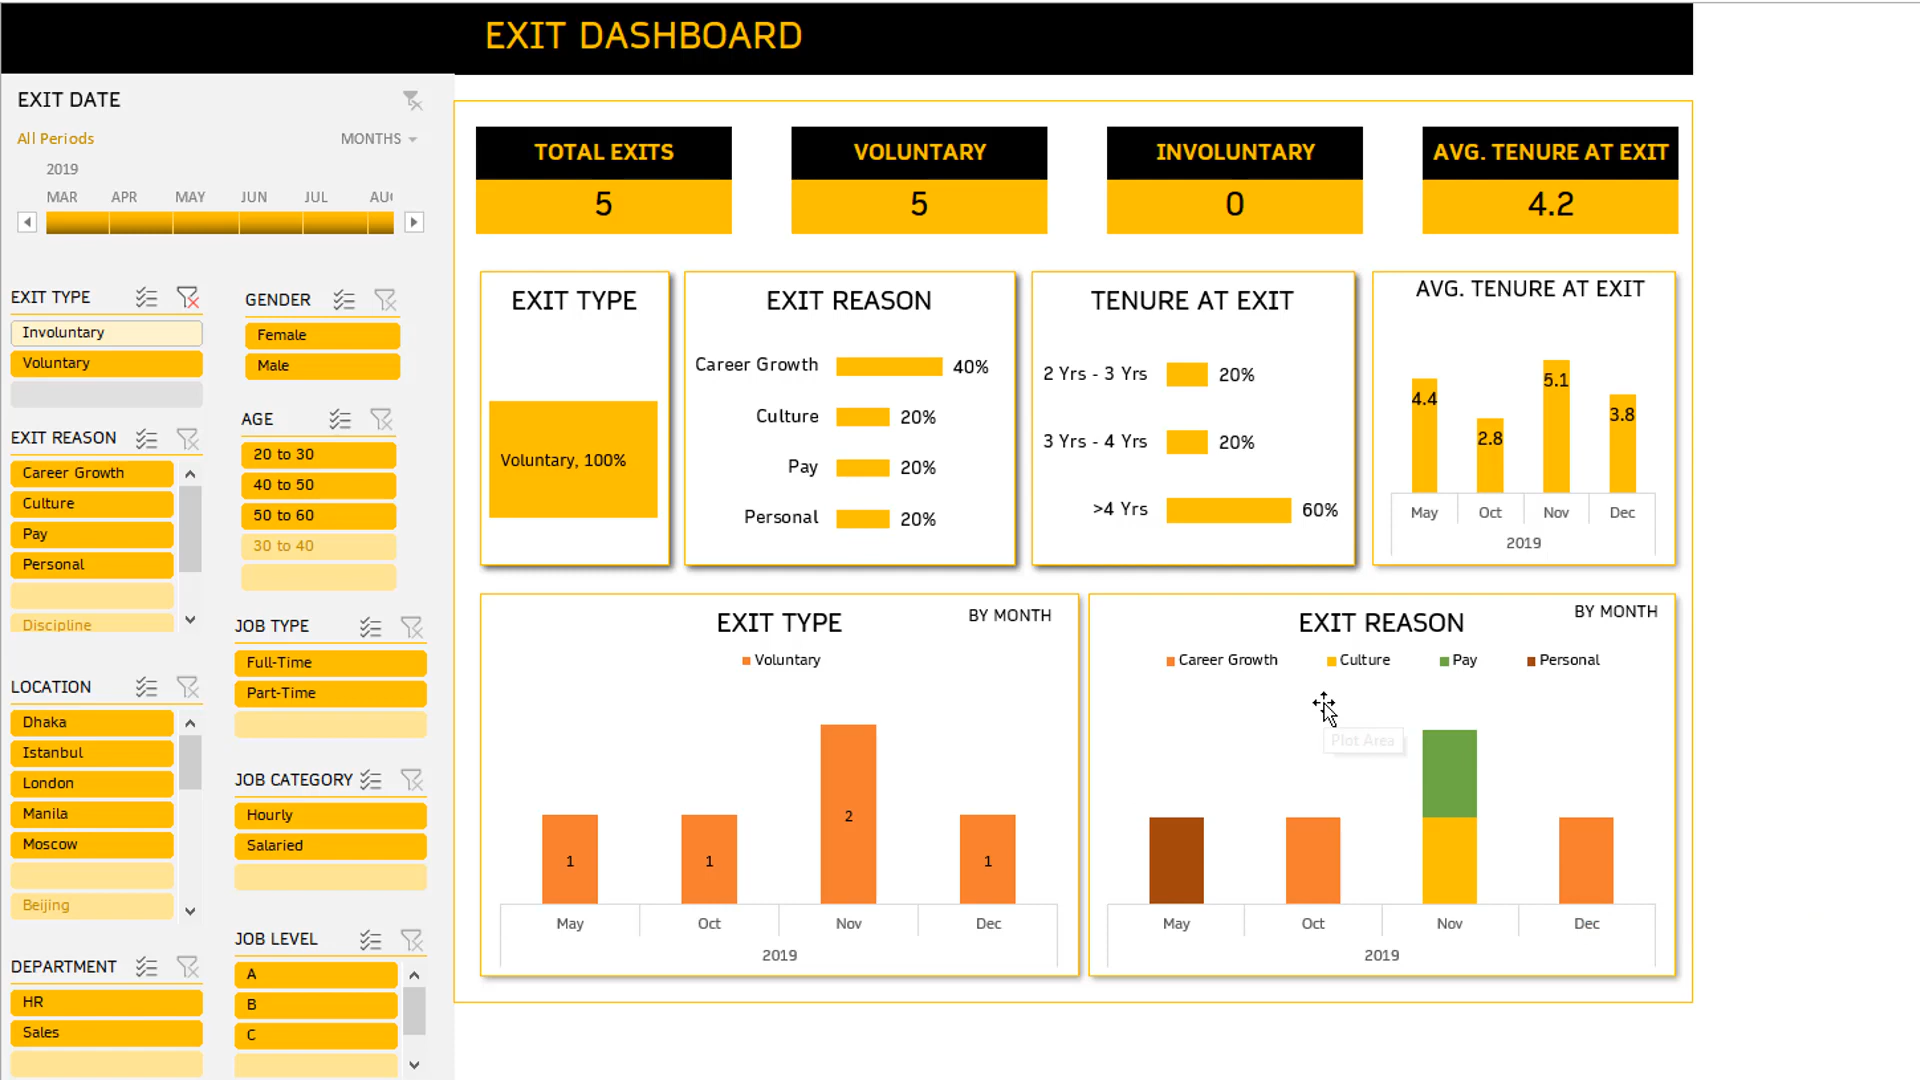 EXIT DASHBOARD
EXIT DATE
All Periods
MONTHS
2019
MAR APR MAY JUN JUL AU
EXIT TYPE
Involuntary
Voluntary
GENDER
Female
Male
EXIT REASON
Career Growth
Culture
Pay
Personal
Discipline
AGE
20 to 30
40 to 50
50 to 60
30 to 40
LOCATION
Dhaka
Istanbul
London
Manila
Moscow
Beijing
JOB TYPE
Full-Time
Part-Time
JOB CATEGORY
Hourly
Salaried
DEPARTMENT
HR
Sales
JOB LEVEL
A
B
C
TOTAL EXITS
5
VOLUNTARY
5
INVOLUNTARY
0
AVG. TENURE AT EXIT
4.2
EXIT TYPE
Voluntary, 100%
EXIT REASON
Career Growth 40%
Culture 20%
Pay 20%
Personal 20%
TENURE AT EXIT
2 Yrs - 3 Yrs 20%
3 Yrs - 4 Yrs 20%
>4 Yrs 60%
AVG. TENURE AT EXIT
4.4 2.8 5.1 3.8
May Oct Nov Dec
2019
EXIT TYPE
BY MONTH
Voluntary
1 1 2 1
May Oct Nov Dec
2019
EXIT REASON
BY MONTH
Career Growth Culture Pay Personal
Plot Area
May Oct Nov Dec
2019